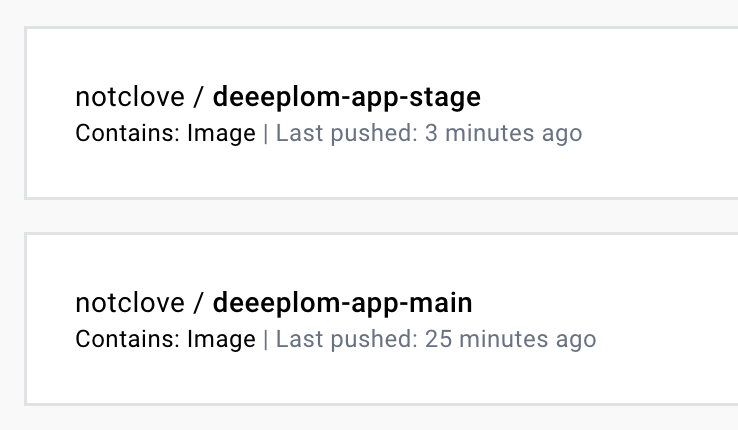 notclove / deeeplom-app-stage
Contains: Image | Last pushed: 3 minutes ago
notclove / deeeplom-app-main
Contains: Image | Last pushed: 25 minutes ago